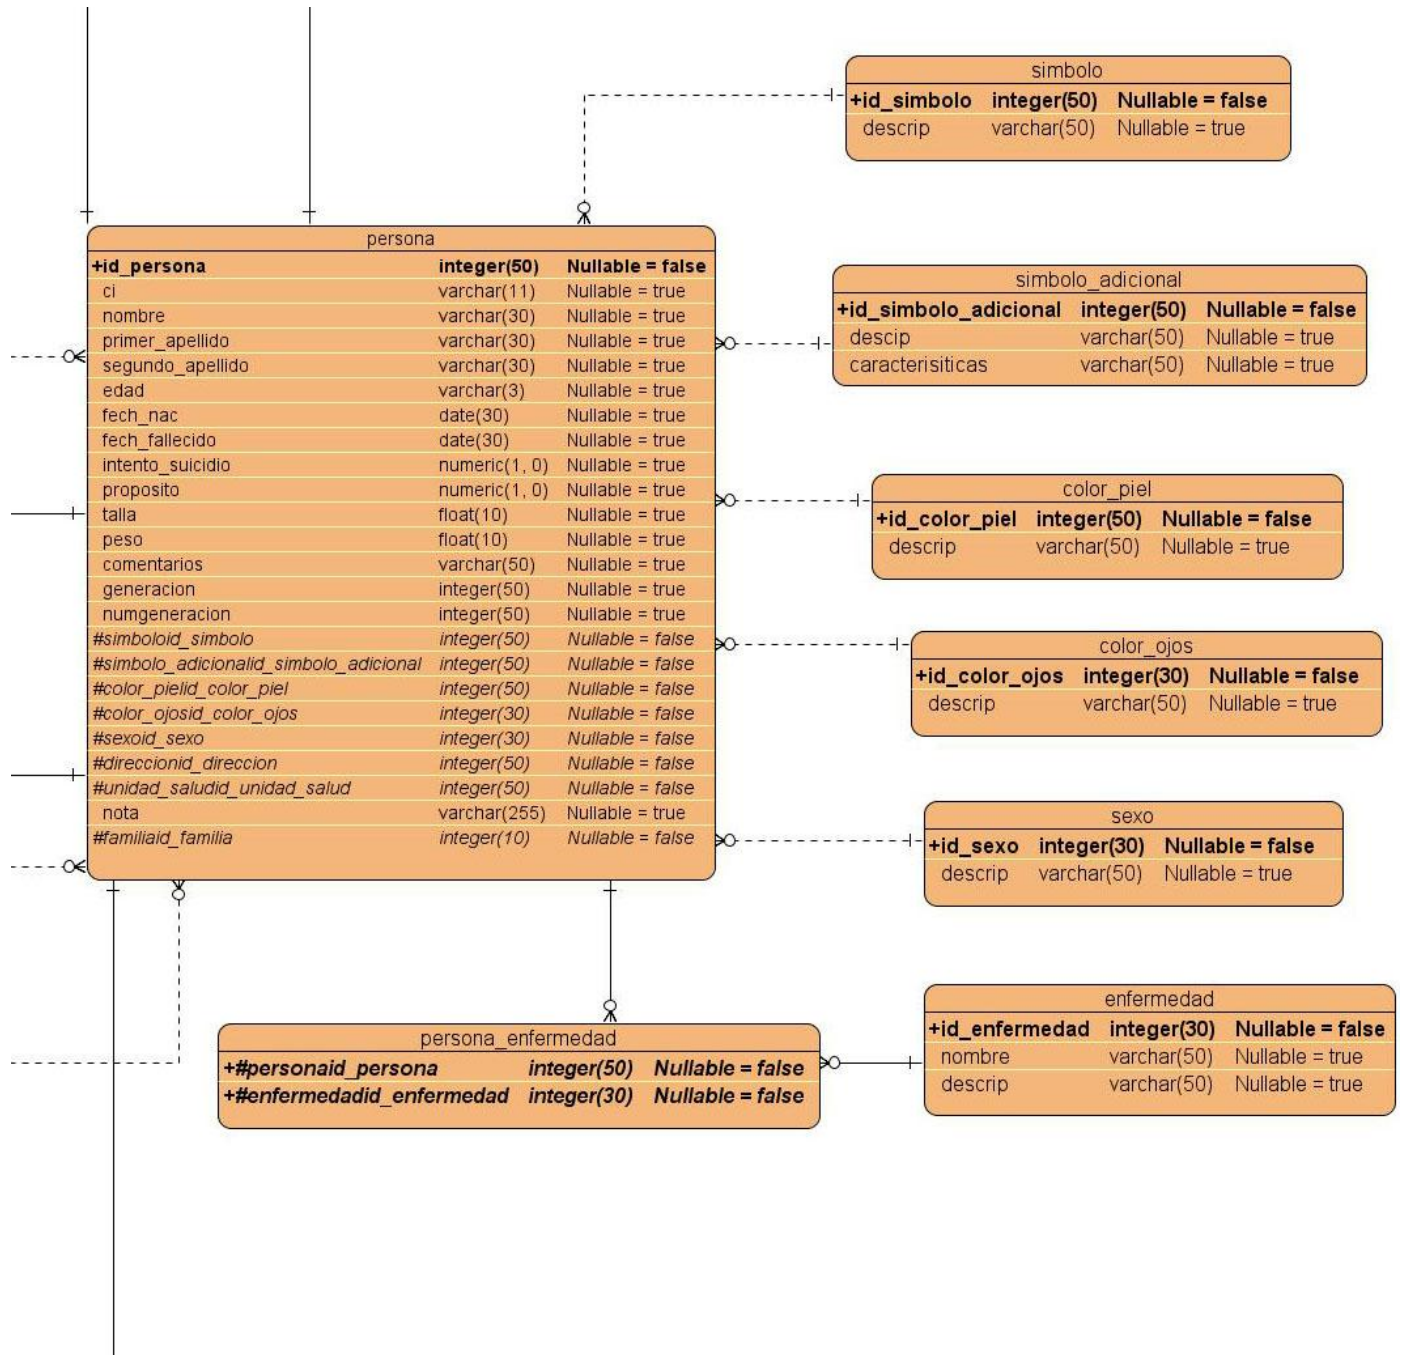 simbolo
+id_simbolo integer(50) Nullable = false
descrip varchar(50) Nullable = true
persona
+id_persona integer(50) Nullable = false
ci varchar(11) Nullable = true
nombre varchar(30) Nullable = true
primer_apellido varchar(30) Nullable = true
segundo_apellido varchar(30) Nullable = true
edad varchar(3) Nullable = true
fech_nac date(30) Nullable = true
fech_fallecido date(30) Nullable = true
intento_suicidio numeric(1, 0) Nullable = true
proposito numeric(1, 0) Nullable = true
talla float(10) Nullable = true
peso float(10) Nullable = true
comentarios varchar(50) Nullable = true
generacion integer(50) Nullable = true
numgeneracion integer(50) Nullable = true
#simboloid_simbolo integer(50) Nullable = false
#simbolo_adicionalid_simbolo_adicional integer(50) Nullable = false
#color_pielid_color_piel integer(50) Nullable = false
#color_ojosid_color_ojos integer(30) Nullable = false
#sexoid_sexo integer(30) Nullable = false
#direccionid_direccion integer(50) Nullable = false
#unidad_saludid_unidad_salud integer(50) Nullable = false
nota varchar(255) Nullable = true
#familiaid_familia integer(10) Nullable = false
simbolo_adicional
+id_simbolo_adicional integer(50) Nullable = false
descip varchar(50) Nullable = true
caracterisiticas varchar(50) Nullable = true
color_piel
+id_color_piel integer(50) Nullable = false
descrip varchar(50) Nullable = true
color_ojos
+id_color_ojos integer(30) Nullable = false
descrip varchar(50) Nullable = true
sexo
+id_sexo integer(30) Nullable = false
descrip varchar(50) Nullable = true
enfermedad
+id_enfermedad integer(30) Nullable = false
nombre varchar(50) Nullable = true
descrip varchar(50) Nullable = true
persona_enfermedad
+#personaid_persona integer(50) Nullable = false
+#enfermedadid_enfermedad integer(30) Nullable = false